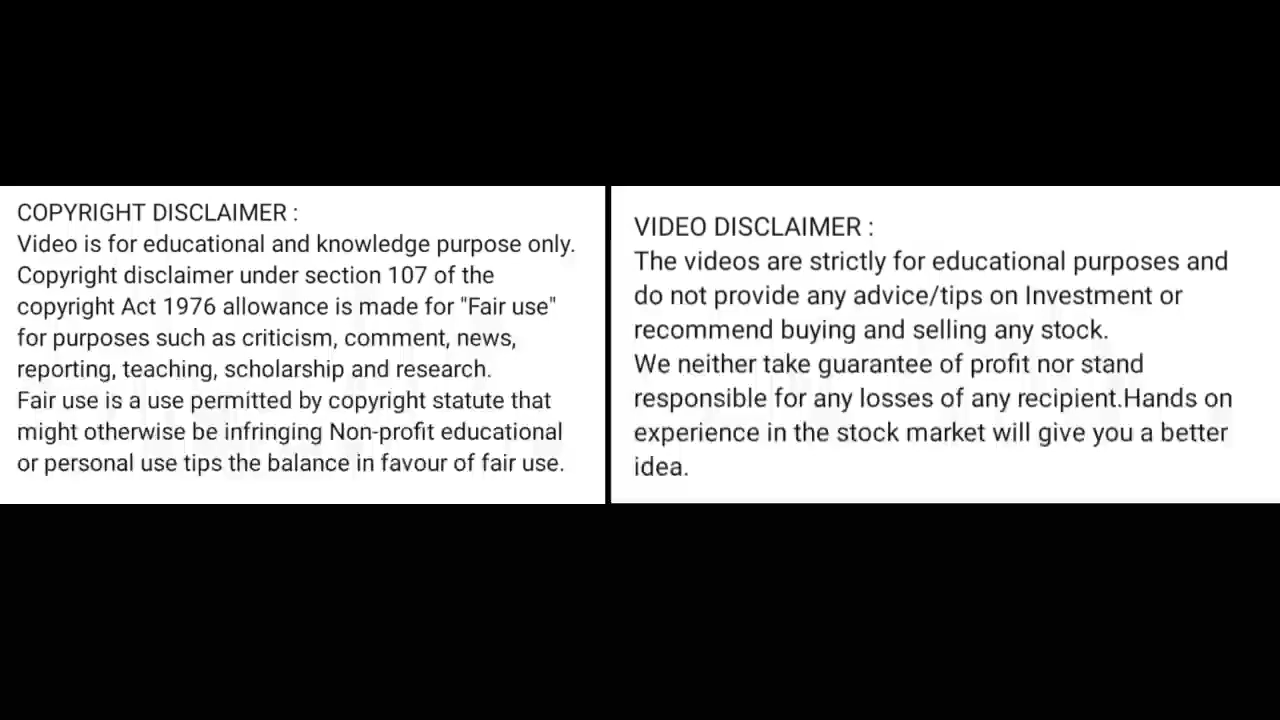 COPYRIGHT DISCLAIMER :
Video is for educational and knowledge purpose only.
Copyright disclaimer under section 107 of the
copyright Act 1976 allowance is made for "Fair use"
for purposes such as criticism, comment, news,
reporting, teaching, scholarship and research.
Fair use is a use permitted by copyright statute that
might otherwise be infringing Non-profit educational
or personal use tips the balance in favour of fair use.
VIDEO DISCLAIMER :
The videos are strictly for educational purposes and
do not provide any advice/tips on Investment or
recommend buying and selling any stock.
We neither take guarantee of profit nor stand
responsible for any losses of any recipient.Hands on
experience in the stock market will give you a better
idea.